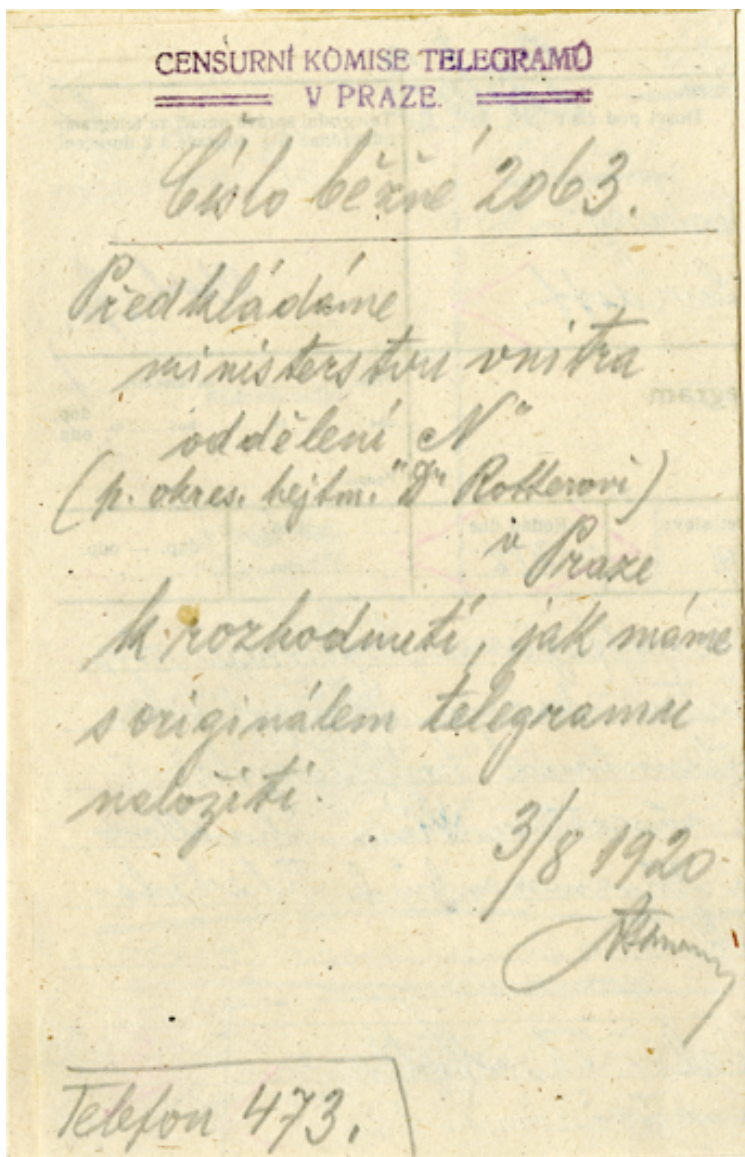 CENSURNÍ KOMISE TELEGRAMŮ
V PRAZE.
Číslo běžné 2063.
Předkládáme
ministerstvu vnitra
oddělení „N"
(p. okres. hejtm. Dr Rotterovi)
v Praze
k rozhodnutí, jak máme
s originálem telegramu
naložiti.
3/8 1920
Telefon 473.